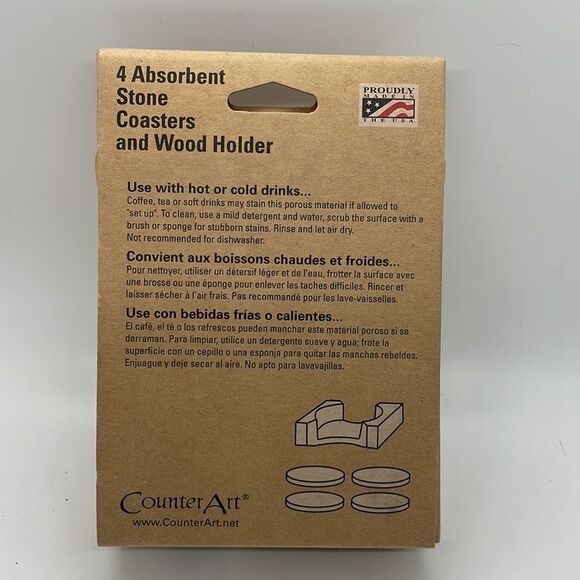 4 Absorbent
Stone
Coasters
and Wood Holder
PROUDLY
MADE IN
THE USA
Use with hot or cold drinks...
Coffee, tea or soft drinks may stain this porous material if allowed to
"set up". To clean, use a mild detergent and water, scrub the surface with a
brush or sponge for stubborn stains. Rinse and let air dry.
Not recommended for dishwasher.
Convient aux boissons chaudes et froides...
Pour nettoyer, utiliser un détersif léger et de l'eau, frotter la surface avec
une brosse ou une éponge pour enlever les taches difficiles. Rincer et
laisser sécher à l'air frais. Pas recommandé pour les lave-vaisselles.
Use con bebidas frías o calientes...
El café, el té o los refrescos pueden manchar este material poroso si se
derraman. Para limpiar, utilice un detergente suave y agua; frote la
superficie con un cepillo o una esponja para quitar las manchas rebeldes.
Enjuague y deje secar al aire. No apto para lavavajillas.
CounterArt®
www.CounterArt.net